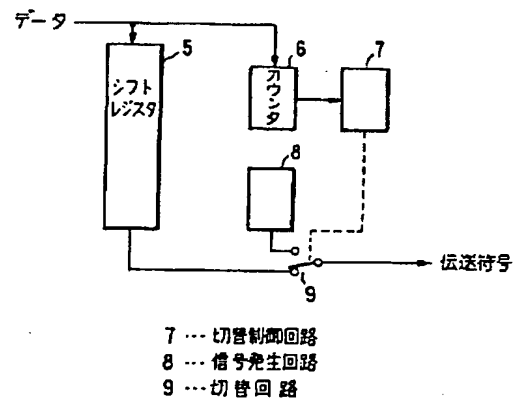 データ
5
シフト
レジスタ
6
カウンタ
7
8
9
伝送符号
7 … 切替制御回路
8 … 信号発生回路
9 … 切替回路